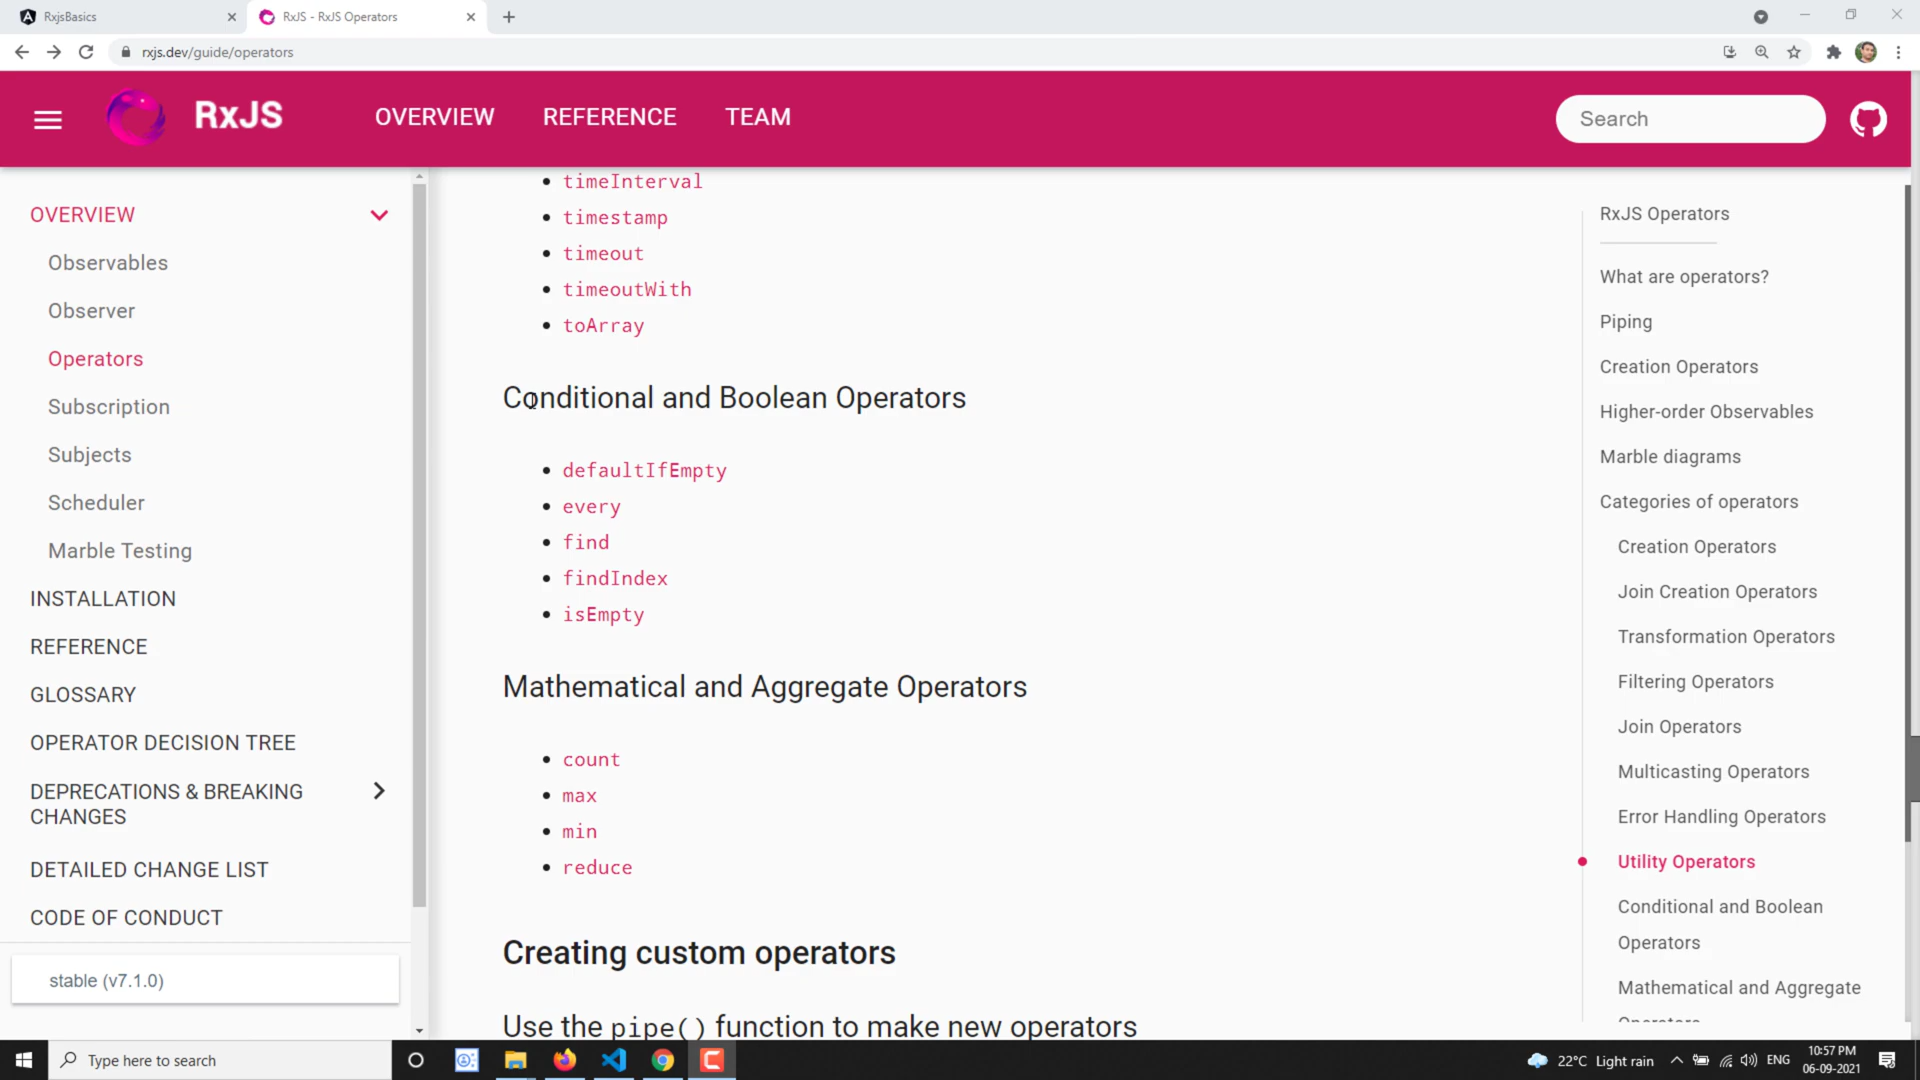 RxjsBasics
RxJS - RxJS Operators
rxjs.dev/guide/operators
RxJS
OVERVIEW
REFERENCE
TEAM
Search
OVERVIEW
Observables
Observer
Operators
Subscription
Subjects
Scheduler
Marble Testing
INSTALLATION
REFERENCE
GLOSSARY
OPERATOR DECISION TREE
DEPRECATIONS & BREAKING
CHANGES
DETAILED CHANGE LIST
CODE OF CONDUCT
stable (v7.1.0)
timeInterval
timestamp
timeout
timeoutWith
toArray
Conditional and Boolean Operators
defaultIfEmpty
every
find
findIndex
isEmpty
Mathematical and Aggregate Operators
count
max
min
reduce
Creating custom operators
Use the pipe() function to make new operators
RxJS Operators
What are operators?
Piping
Creation Operators
Higher-order Observables
Marble diagrams
Categories of operators
Creation Operators
Join Creation Operators
Transformation Operators
Filtering Operators
Join Operators
Multicasting Operators
Error Handling Operators
Utility Operators
Conditional and Boolean
Operators
Mathematical and Aggregate
Operators
Type here to search
22°C Light rain
ENG
10:57 PM
06-09-2021